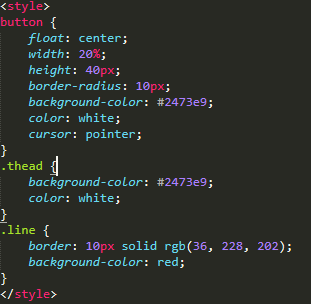 <style>
button {
    float: center;
    width: 20%;
    height: 40px;
    border-radius: 10px;
    background-color: #2473e9;
    color: white;
    cursor: pointer;
}
.thead {
    background-color: #2473e9;
    color: white;
}
.line {
    border: 10px solid rgb(36, 228, 202);
    background-color: red;
}
</style>